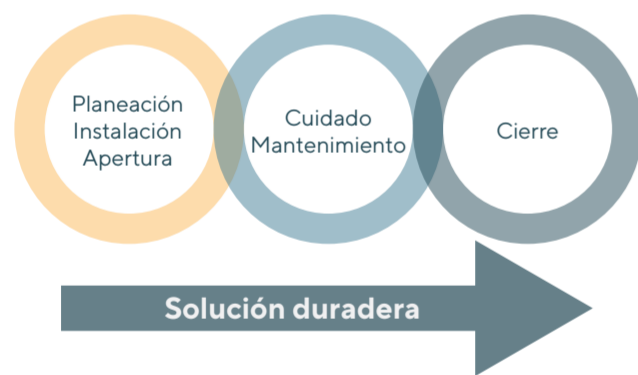 Planeación
Instalación
Apertura
Cuidado
Mantenimiento
Cierre
Solución duradera